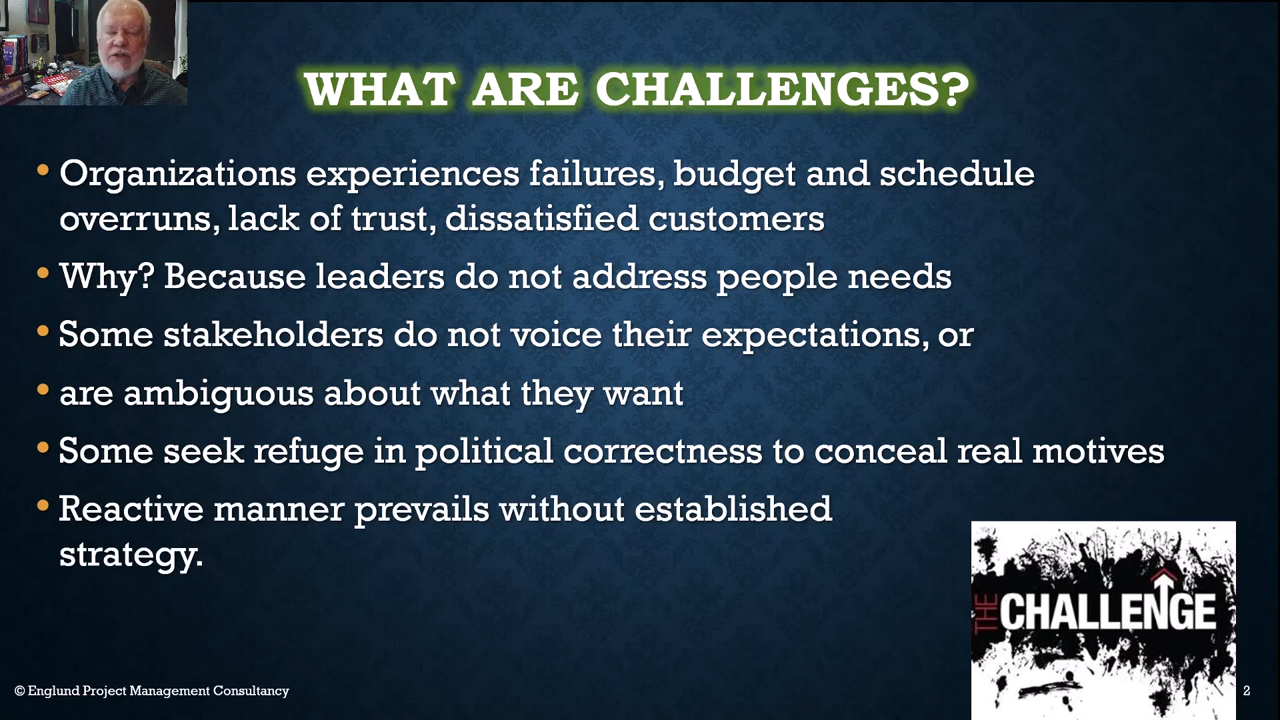 WHAT ARE CHALLENGES?
• Organizations experiences failures, budget and schedule
overruns, lack of trust, dissatisfied customers
• Why? Because leaders do not address people needs
• Some stakeholders do not voice their expectations, or
• are ambiguous about what they want
• Some seek refuge in political correctness to conceal real motives
• Reactive manner prevails without established
strategy.
THE CHALLENGE
© Englund Project Management Consultancy
2